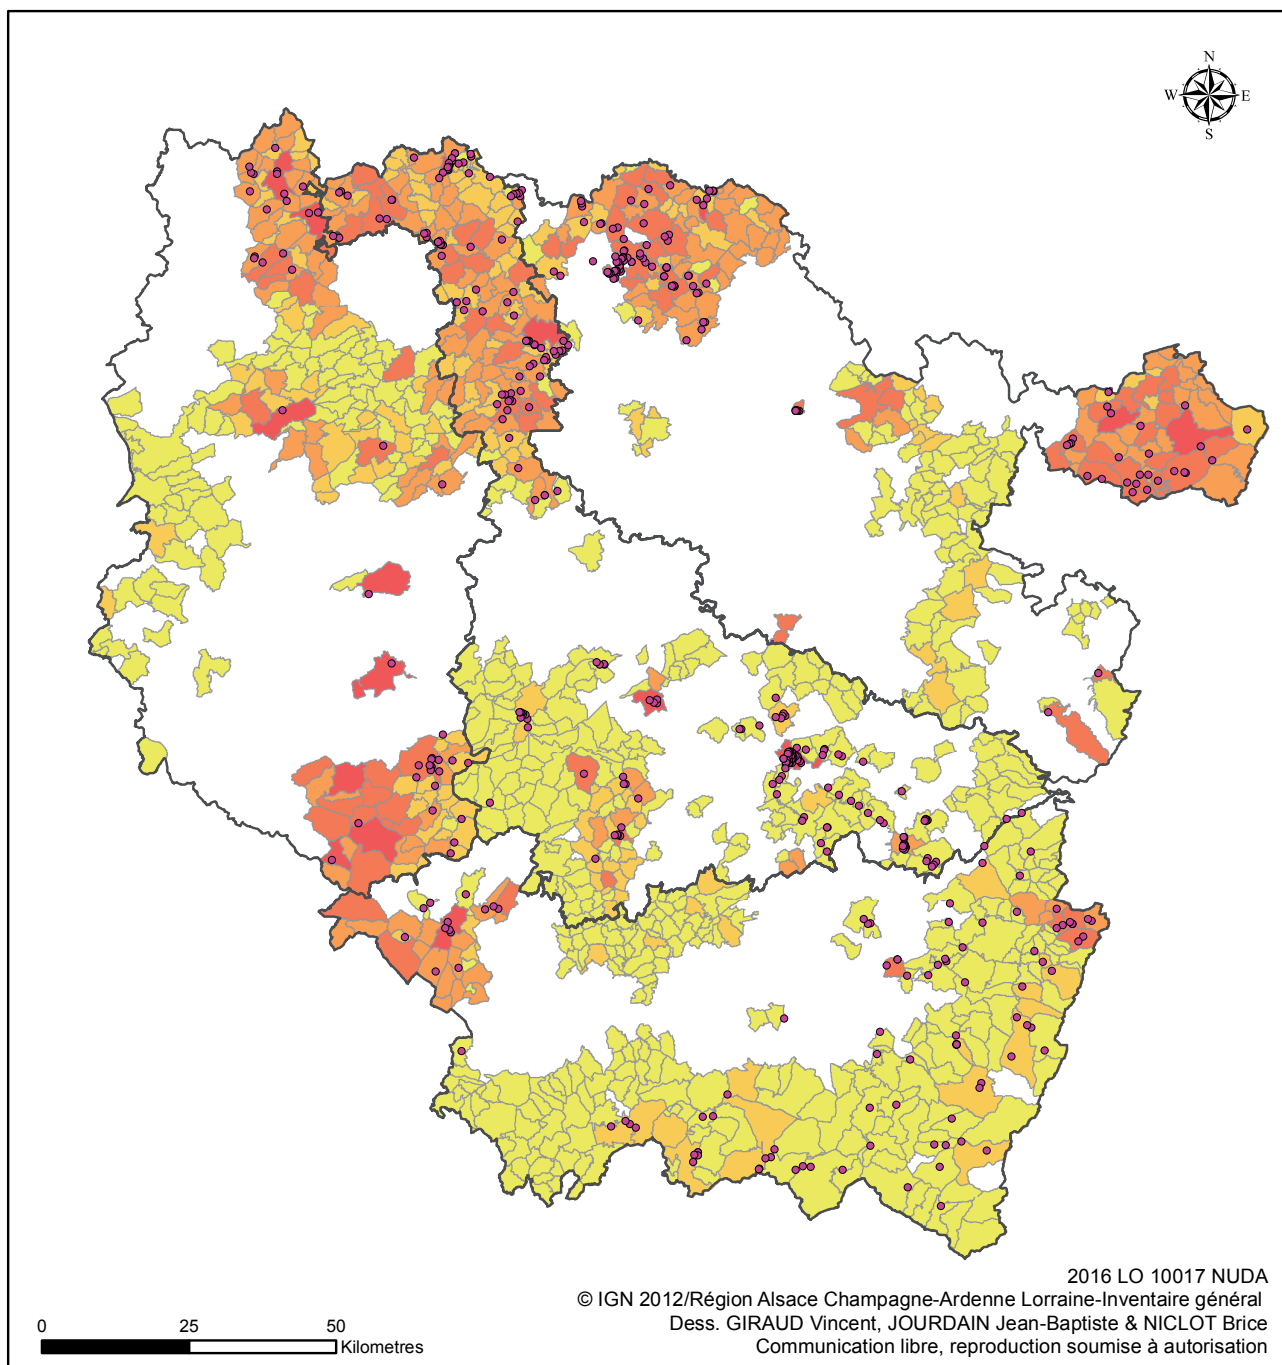 N
W E
S
2016 LO 10017 NUDA
© IGN 2012/Région Alsace Champagne-Ardenne Lorraine-Inventaire général
Dess. GIRAUD Vincent, JOURDAIN Jean-Baptiste & NICLOT Brice
0 25 50
Kilometres
Communication libre, reproduction soumise à autorisation